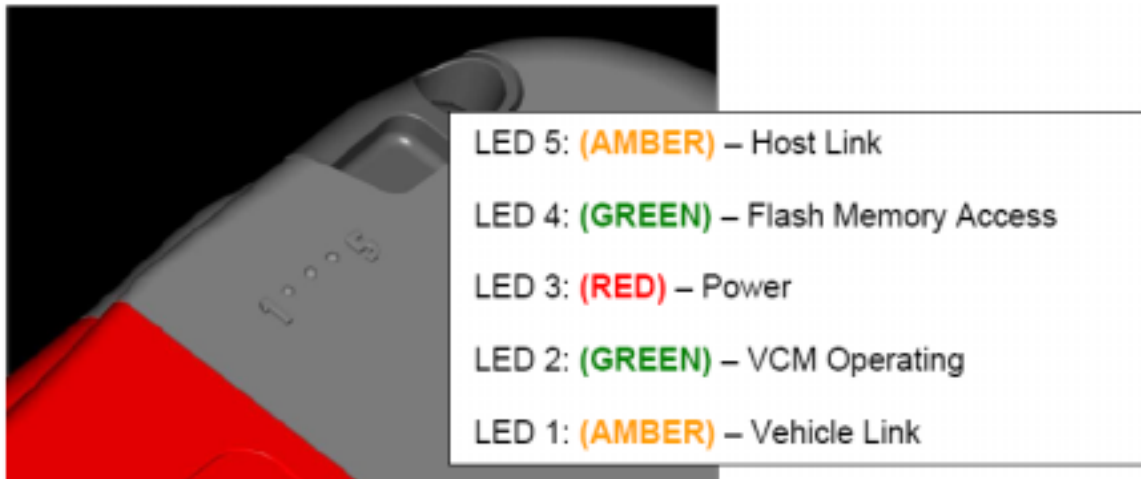 LED 5: (AMBER) – Host Link
LED 4: (GREEN) – Flash Memory Access
LED 3: (RED) – Power
LED 2: (GREEN) – VCM Operating
LED 1: (AMBER) – Vehicle Link
1 • • • 5